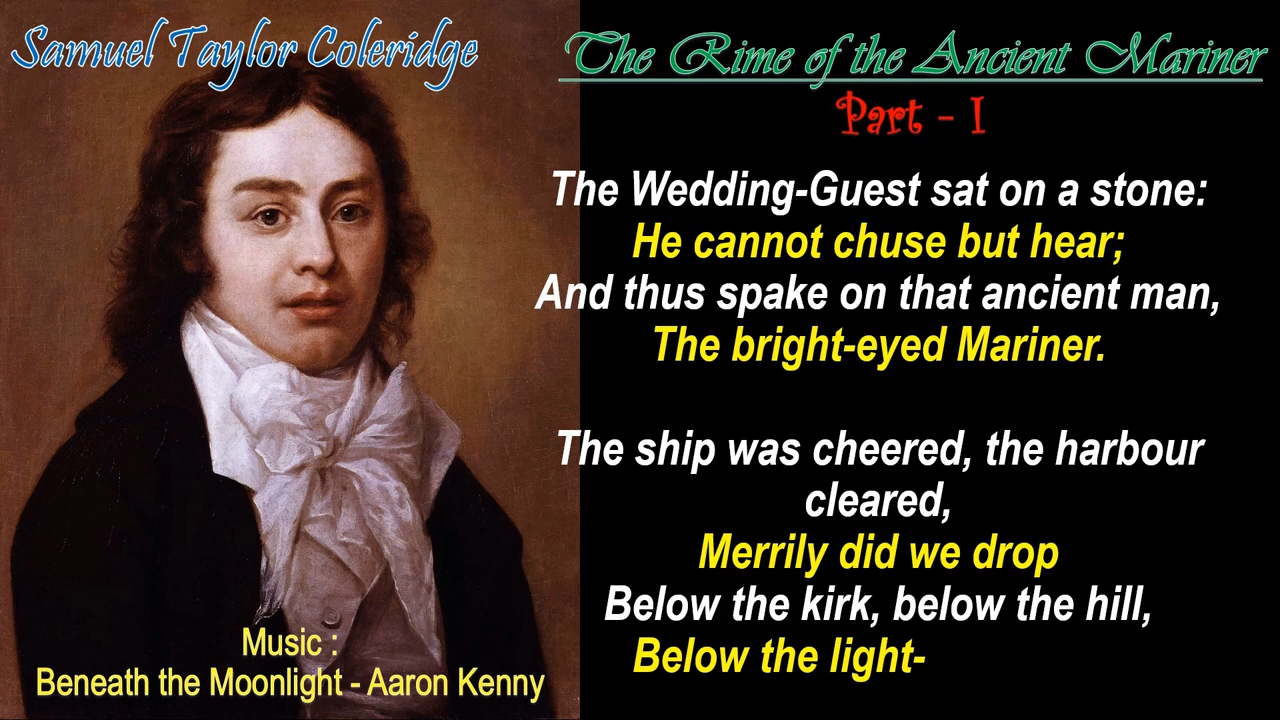 Samuel Taylor Coleridge
The Rime of the Ancient Mariner
Part - I
The Wedding-Guest sat on a stone:
He cannot chuse but hear;
And thus spake on that ancient man,
The bright-eyed Mariner.
The ship was cheered, the harbour
cleared,
Merrily did we drop
Below the kirk, below the hill,
Below the light-
Music :
Beneath the Moonlight - Aaron Kenny